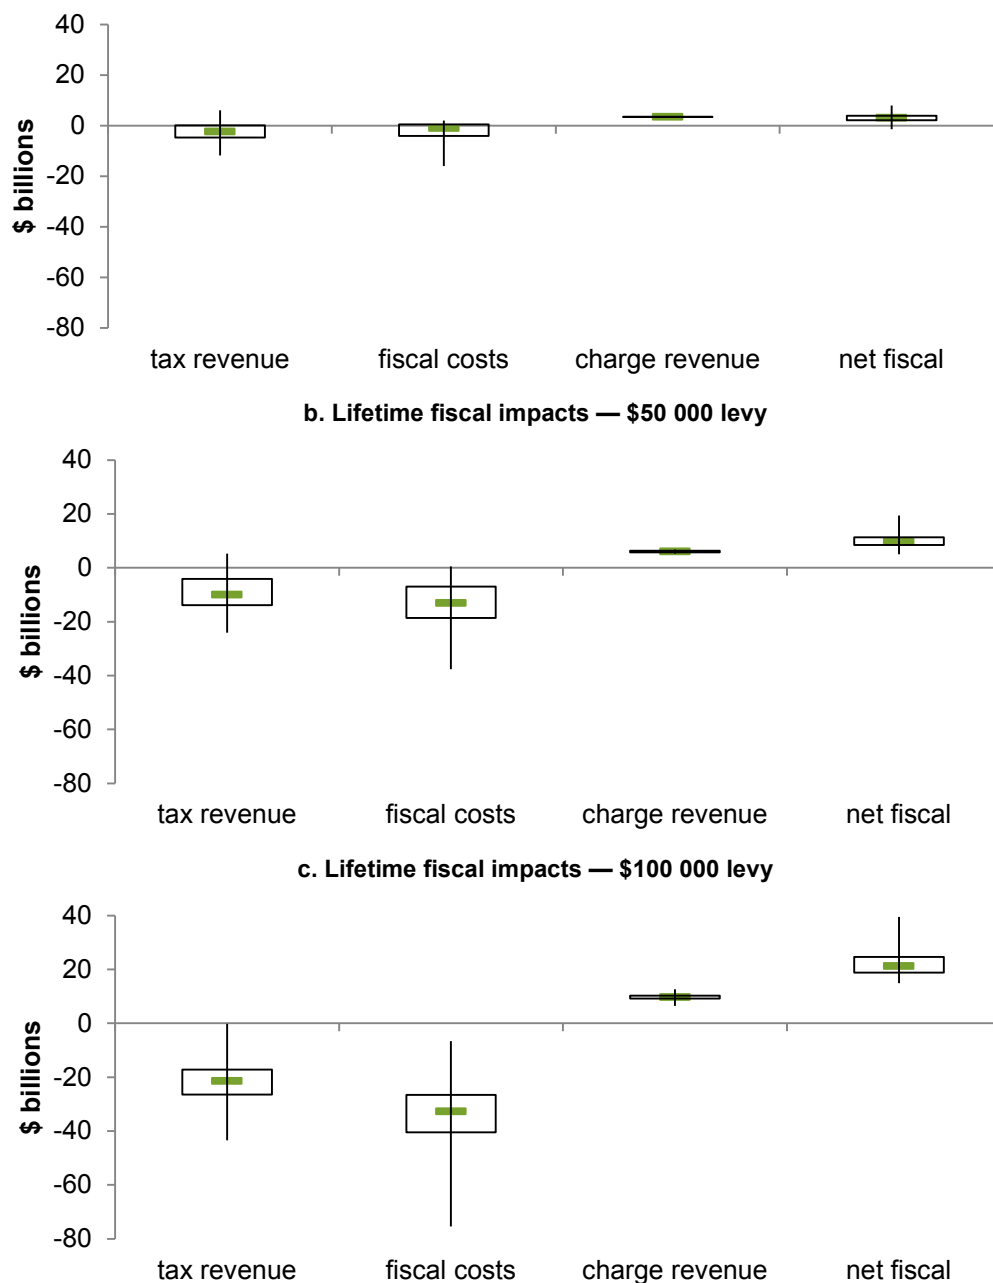 40
20
0
-20
-40
-60
-80
$ billions
tax revenue fiscal costs charge revenue net fiscal
b. Lifetime fiscal impacts — $50 000 levy
40
20
0
-20
-40
-60
-80
$ billions
tax revenue fiscal costs charge revenue net fiscal
c. Lifetime fiscal impacts — $100 000 levy
40
20
0
-20
-40
-60
-80
$ billions
tax revenue fiscal costs charge revenue net fiscal